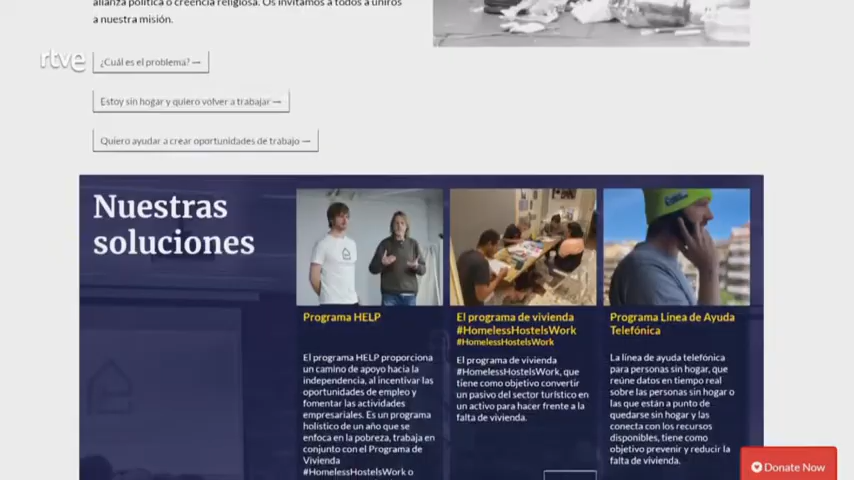 alianza política o creencia religiosa. Os invitamos a todos a uniros
a nuestra misión.
rtve
¿Cuál es el problema? —
Estoy sin hogar y quiero volver a trabajar —
Quiero ayudar a crear oportunidades de trabajo —
Nuestras
soluciones
Programa HELP
El programa HELP proporciona
un camino de apoyo hacia la
independencia, al incentivar las
oportunidades de empleo y
fomentar las actividades
empresariales. Es un programa
holístico de un año que se
enfoca en la pobreza, trabaja en
conjunto con el Programa de
Vivienda
#HomelessHostelsWork o
El programa de vivienda
#HomelessHostelsWork
#HomelessHostelsWork
El programa de vivienda
#HomelessHostelsWork, que
tiene como objetivo convertir
un pasivo del sector turístico en
un activo para hacer frente a la
falta de vivienda.
Programa Línea de Ayuda
Telefónica
La línea de ayuda telefónica
para personas sin hogar, que
reúne datos en tiempo real
sobre las personas sin hogar o
las que están a punto de
quedarse sin hogar y las
conecta con los recursos
disponibles, tiene como
objetivo prevenir y reducir la
falta de vivienda.
Donate Now